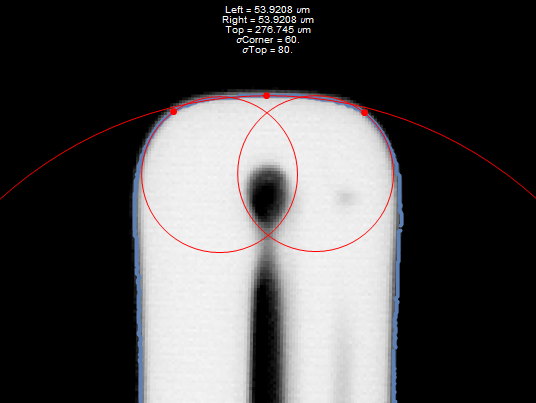 Left = 53.9208 um
Right = 53.9208 um
Top = 276.745 um
σCorner = 60.
σTop = 80.